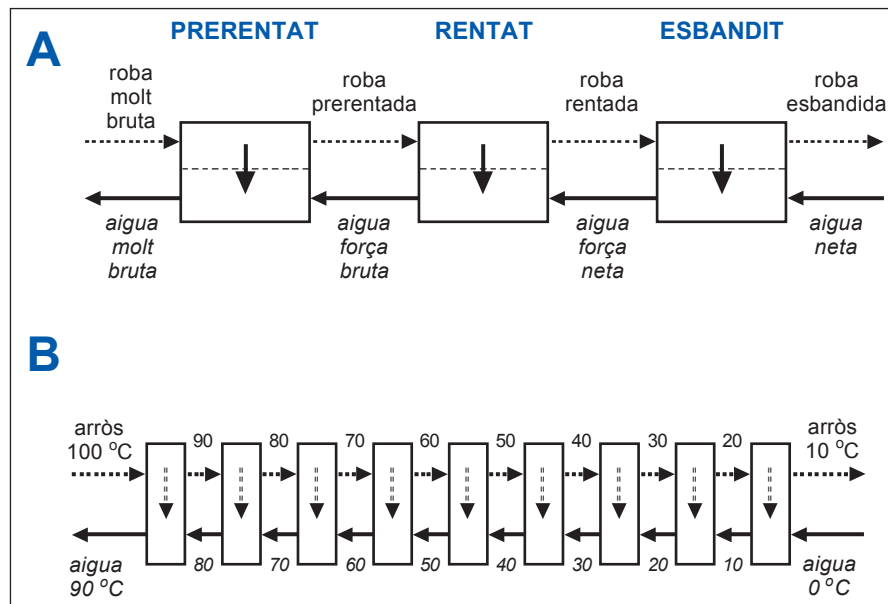 A
PRERENTAT RENTAT ESBANDIT
roba
molt
bruta
roba
prerentada
roba
rentada
roba
esbandida
aigua
molt
bruta
aigua
força
bruta
aigua
força
neta
aigua
neta
B
arròs
100 ºC
90 80 70 60 50 40 30 20
arròs
10 ºC
aigua
90 ºC
80 70 60 50 40 30 20 10
aigua
0 ºC